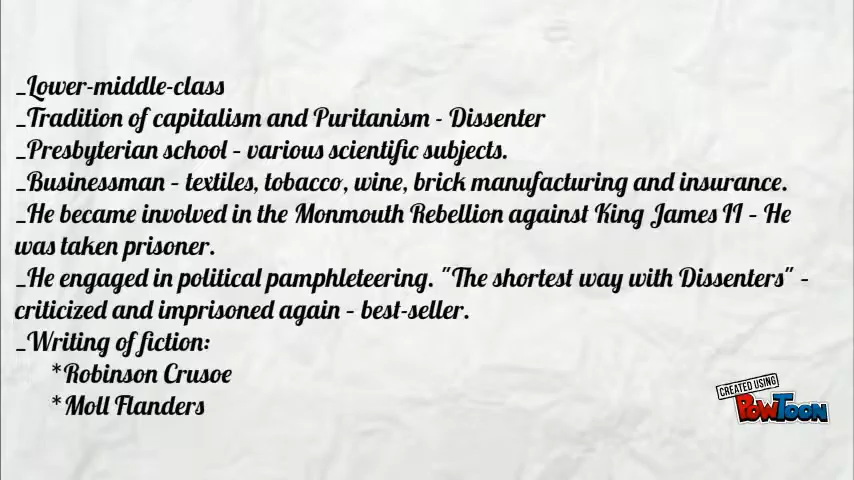 _Lower-middle-class
_Tradition of capitalism and Puritanism - Dissenter
_Presbyterian school – various scientific subjects.
_Businessman – textiles, tobacco, wine, brick manufacturing and insurance.
_He became involved in the Monmouth Rebellion against King James II – He
was taken prisoner.
_He engaged in political pamphleteering. "The shortest way with Dissenters" –
criticized and imprisoned again – best-seller.
_Writing of fiction:
*Robinson Crusoe
*Moll Flanders
CREATED USING
PowToon